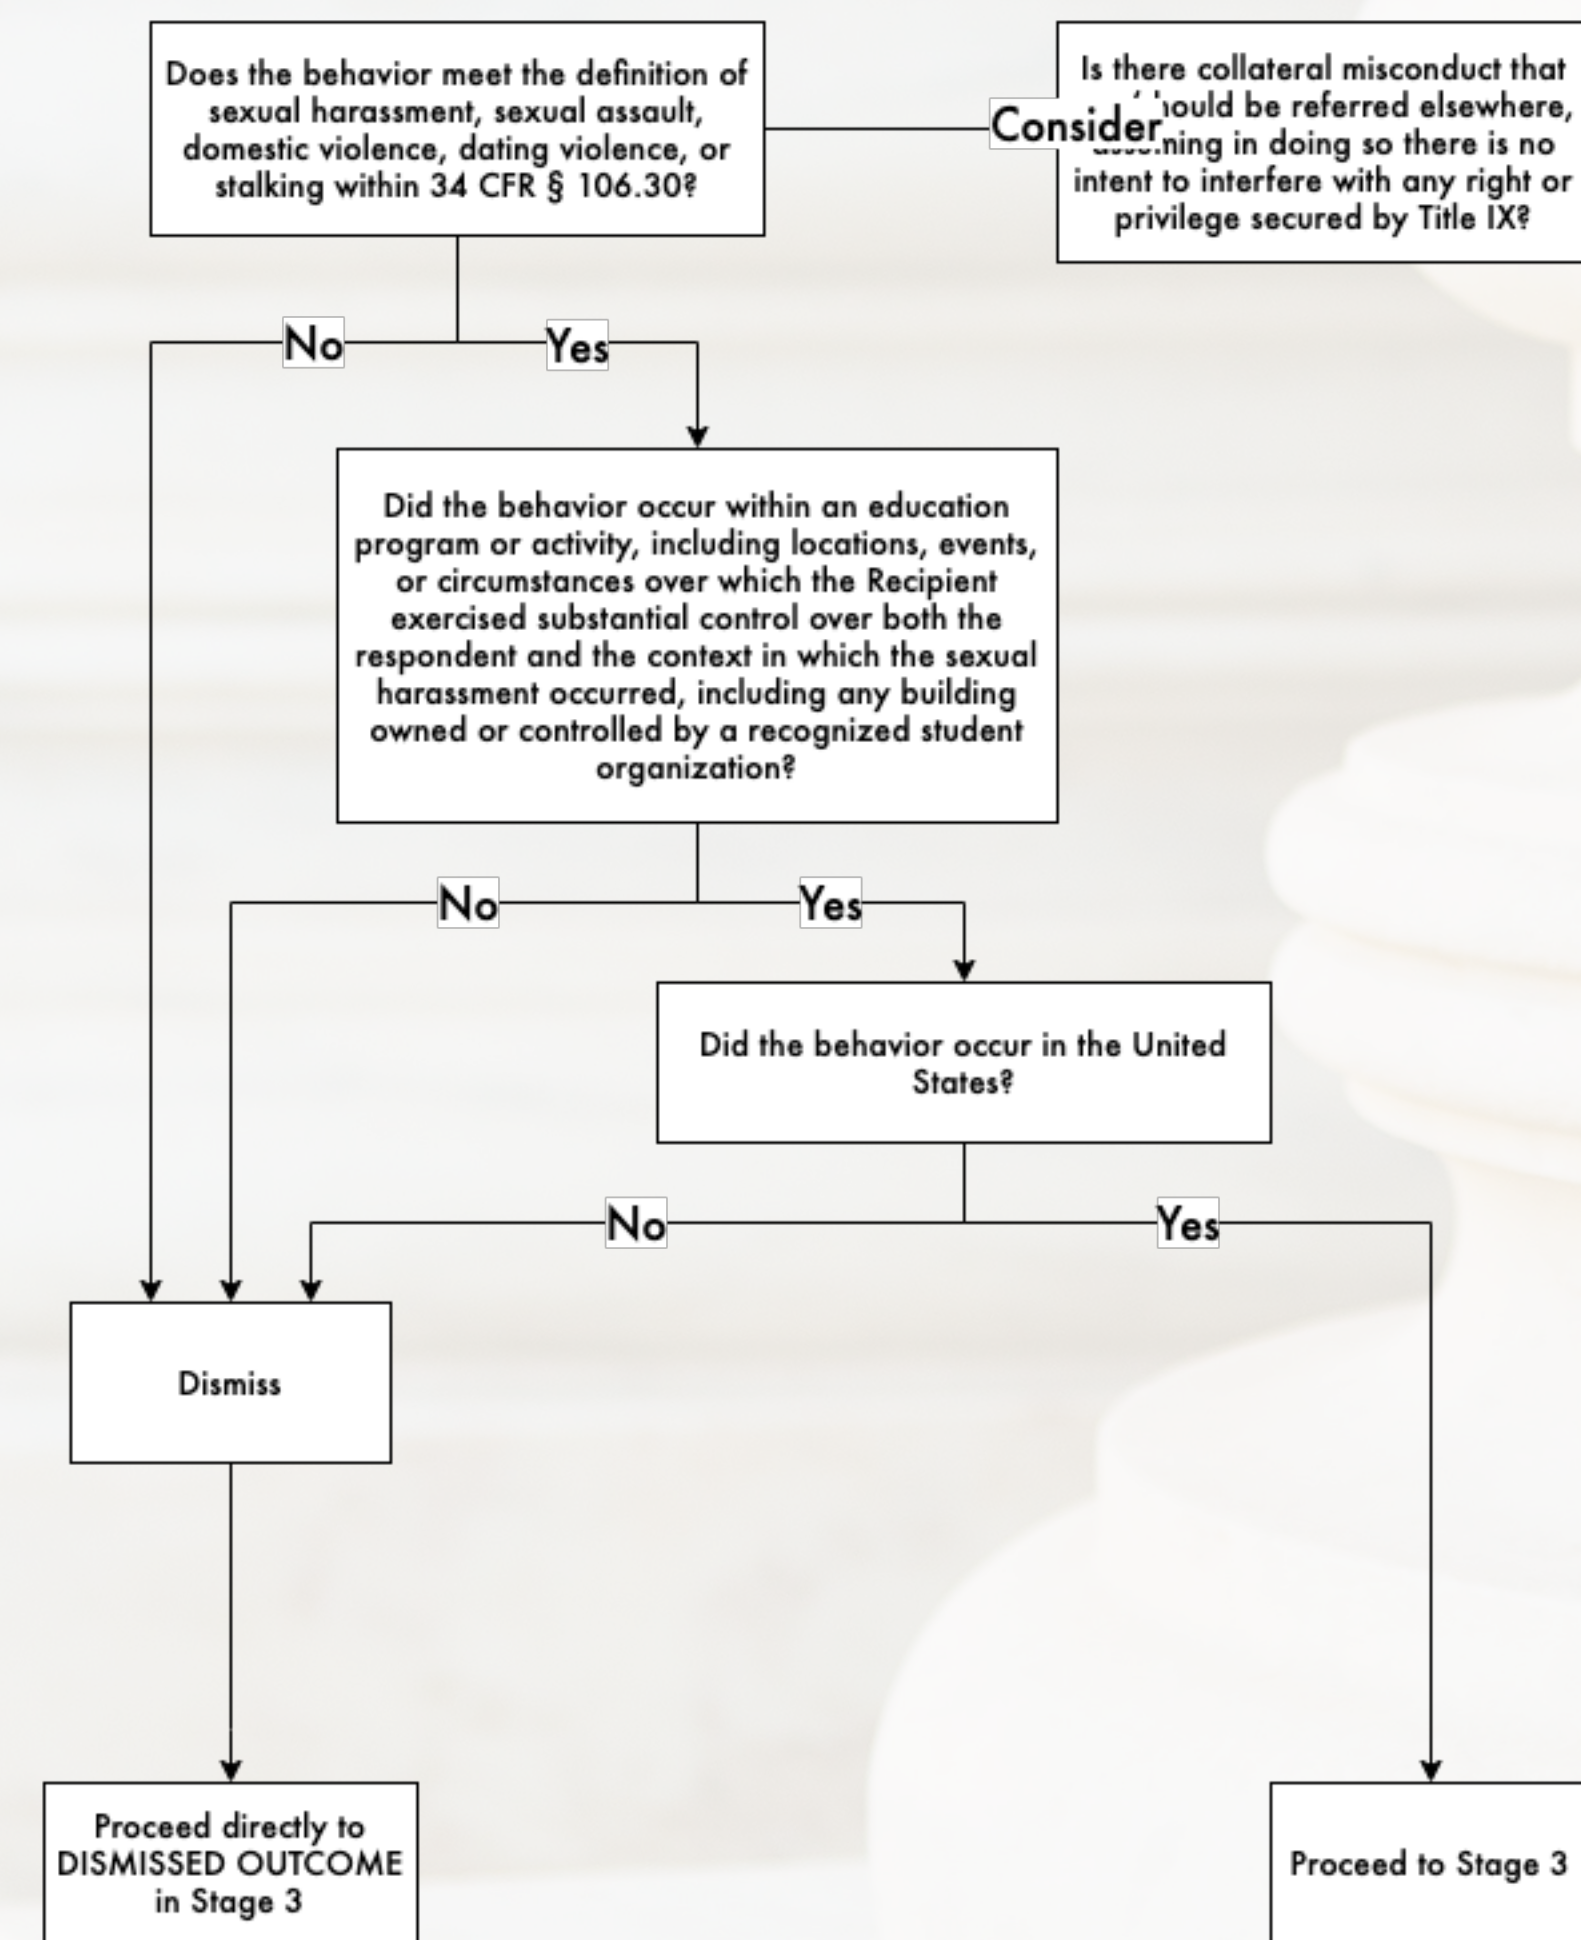 Does the behavior meet the definition of
sexual harassment, sexual assault,
domestic violence, dating violence, or
stalking within 34 CFR § 106.30?
Consider
Is there collateral misconduct that
be referred elsewhere,
in doing so there is no
intent to interfere with any right or
privilege secured by Title IX?
No
Yes
Did the behavior occur within an education
program or activity, including locations, events,
or circumstances over which the Recipient
exercised substantial control over both the
respondent and the context in which the sexual
harassment occurred, including any building
owned or controlled by a recognized student
organization?
No
Yes
Did the behavior occur in the United
States?
No
Yes
Dismiss
Proceed directly to
DISMISSED OUTCOME
in Stage 3
Proceed to Stage 3